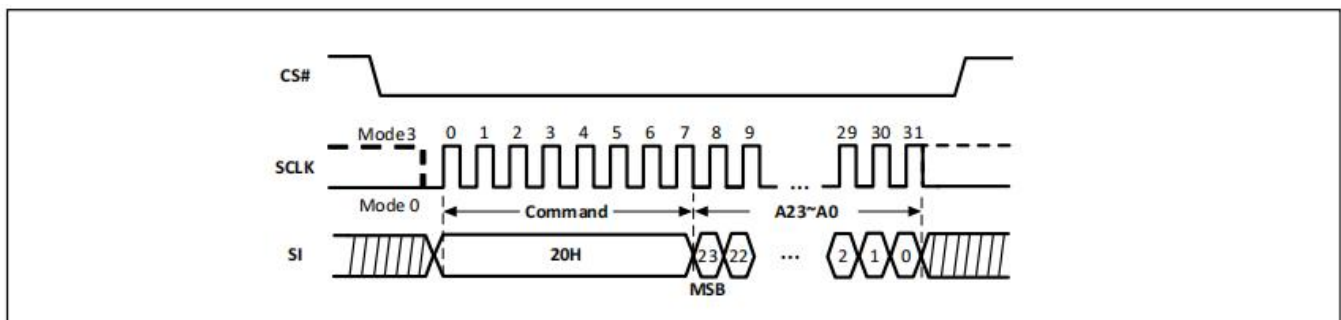 CS#
Mode3 0 1 2 3 4 5 6 7 8 9 29 30 31
SCLK
...
Mode 0 Command A23~A0
SI 20H 23 22 ... 2 1 0
MSB